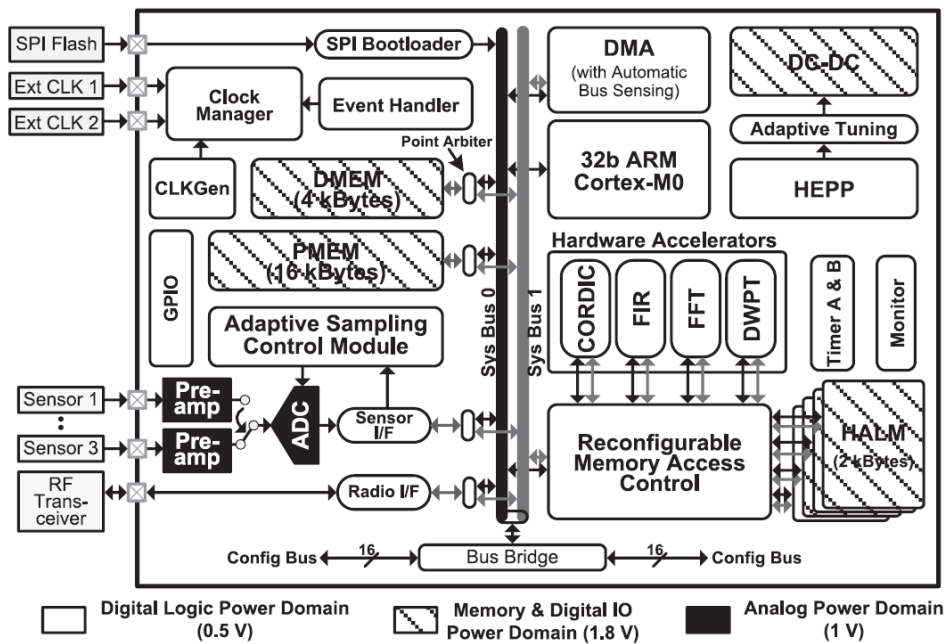 SPI Flash
Ext CLK 1
Ext CLK 2
SPI Bootloader
Clock
Manager
Event Handler
CLKGen
Point Arbiter
DMEM
(4 kBytes)
GPIO
PMEM
(16 kBytes)
Adaptive Sampling
Control Module
Sensor 1
:
Sensor 3
Pre-
amp
Pre-
amp
ADC
Sensor
I/F
RF
Trans-
ceiver
Radio I/F
Sys Bus 0
Sys Bus 1
DMA
(with Automatic
Bus Sensing)
32b ARM
Cortex-M0
DC-DC
Adaptive Tuning
HEPP
Hardware Accelerators
CORDIC
FIR
FFT
DWPT
Timer A & B
Monitor
Reconfigurable
Memory Access
Control
HALM
(2 kBytes)
Config Bus
16
Bus Bridge
16
Config Bus
Digital Logic Power Domain
(0.5 V)
Memory & Digital IO
Power Domain (1.8 V)
Analog Power Domain
(1 V)